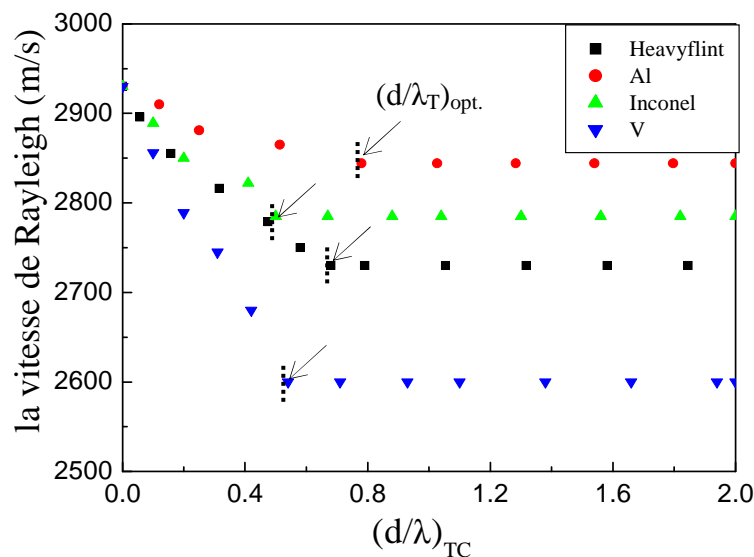 3000
2900
2800
2700
2600
2500
la vitesse de Rayleigh (m/s)
Heavyflint
Al
Inconel
V
(d/λT)opt.
0.0 0.4 0.8 1.2 1.6 2.0
(d/λ)TC